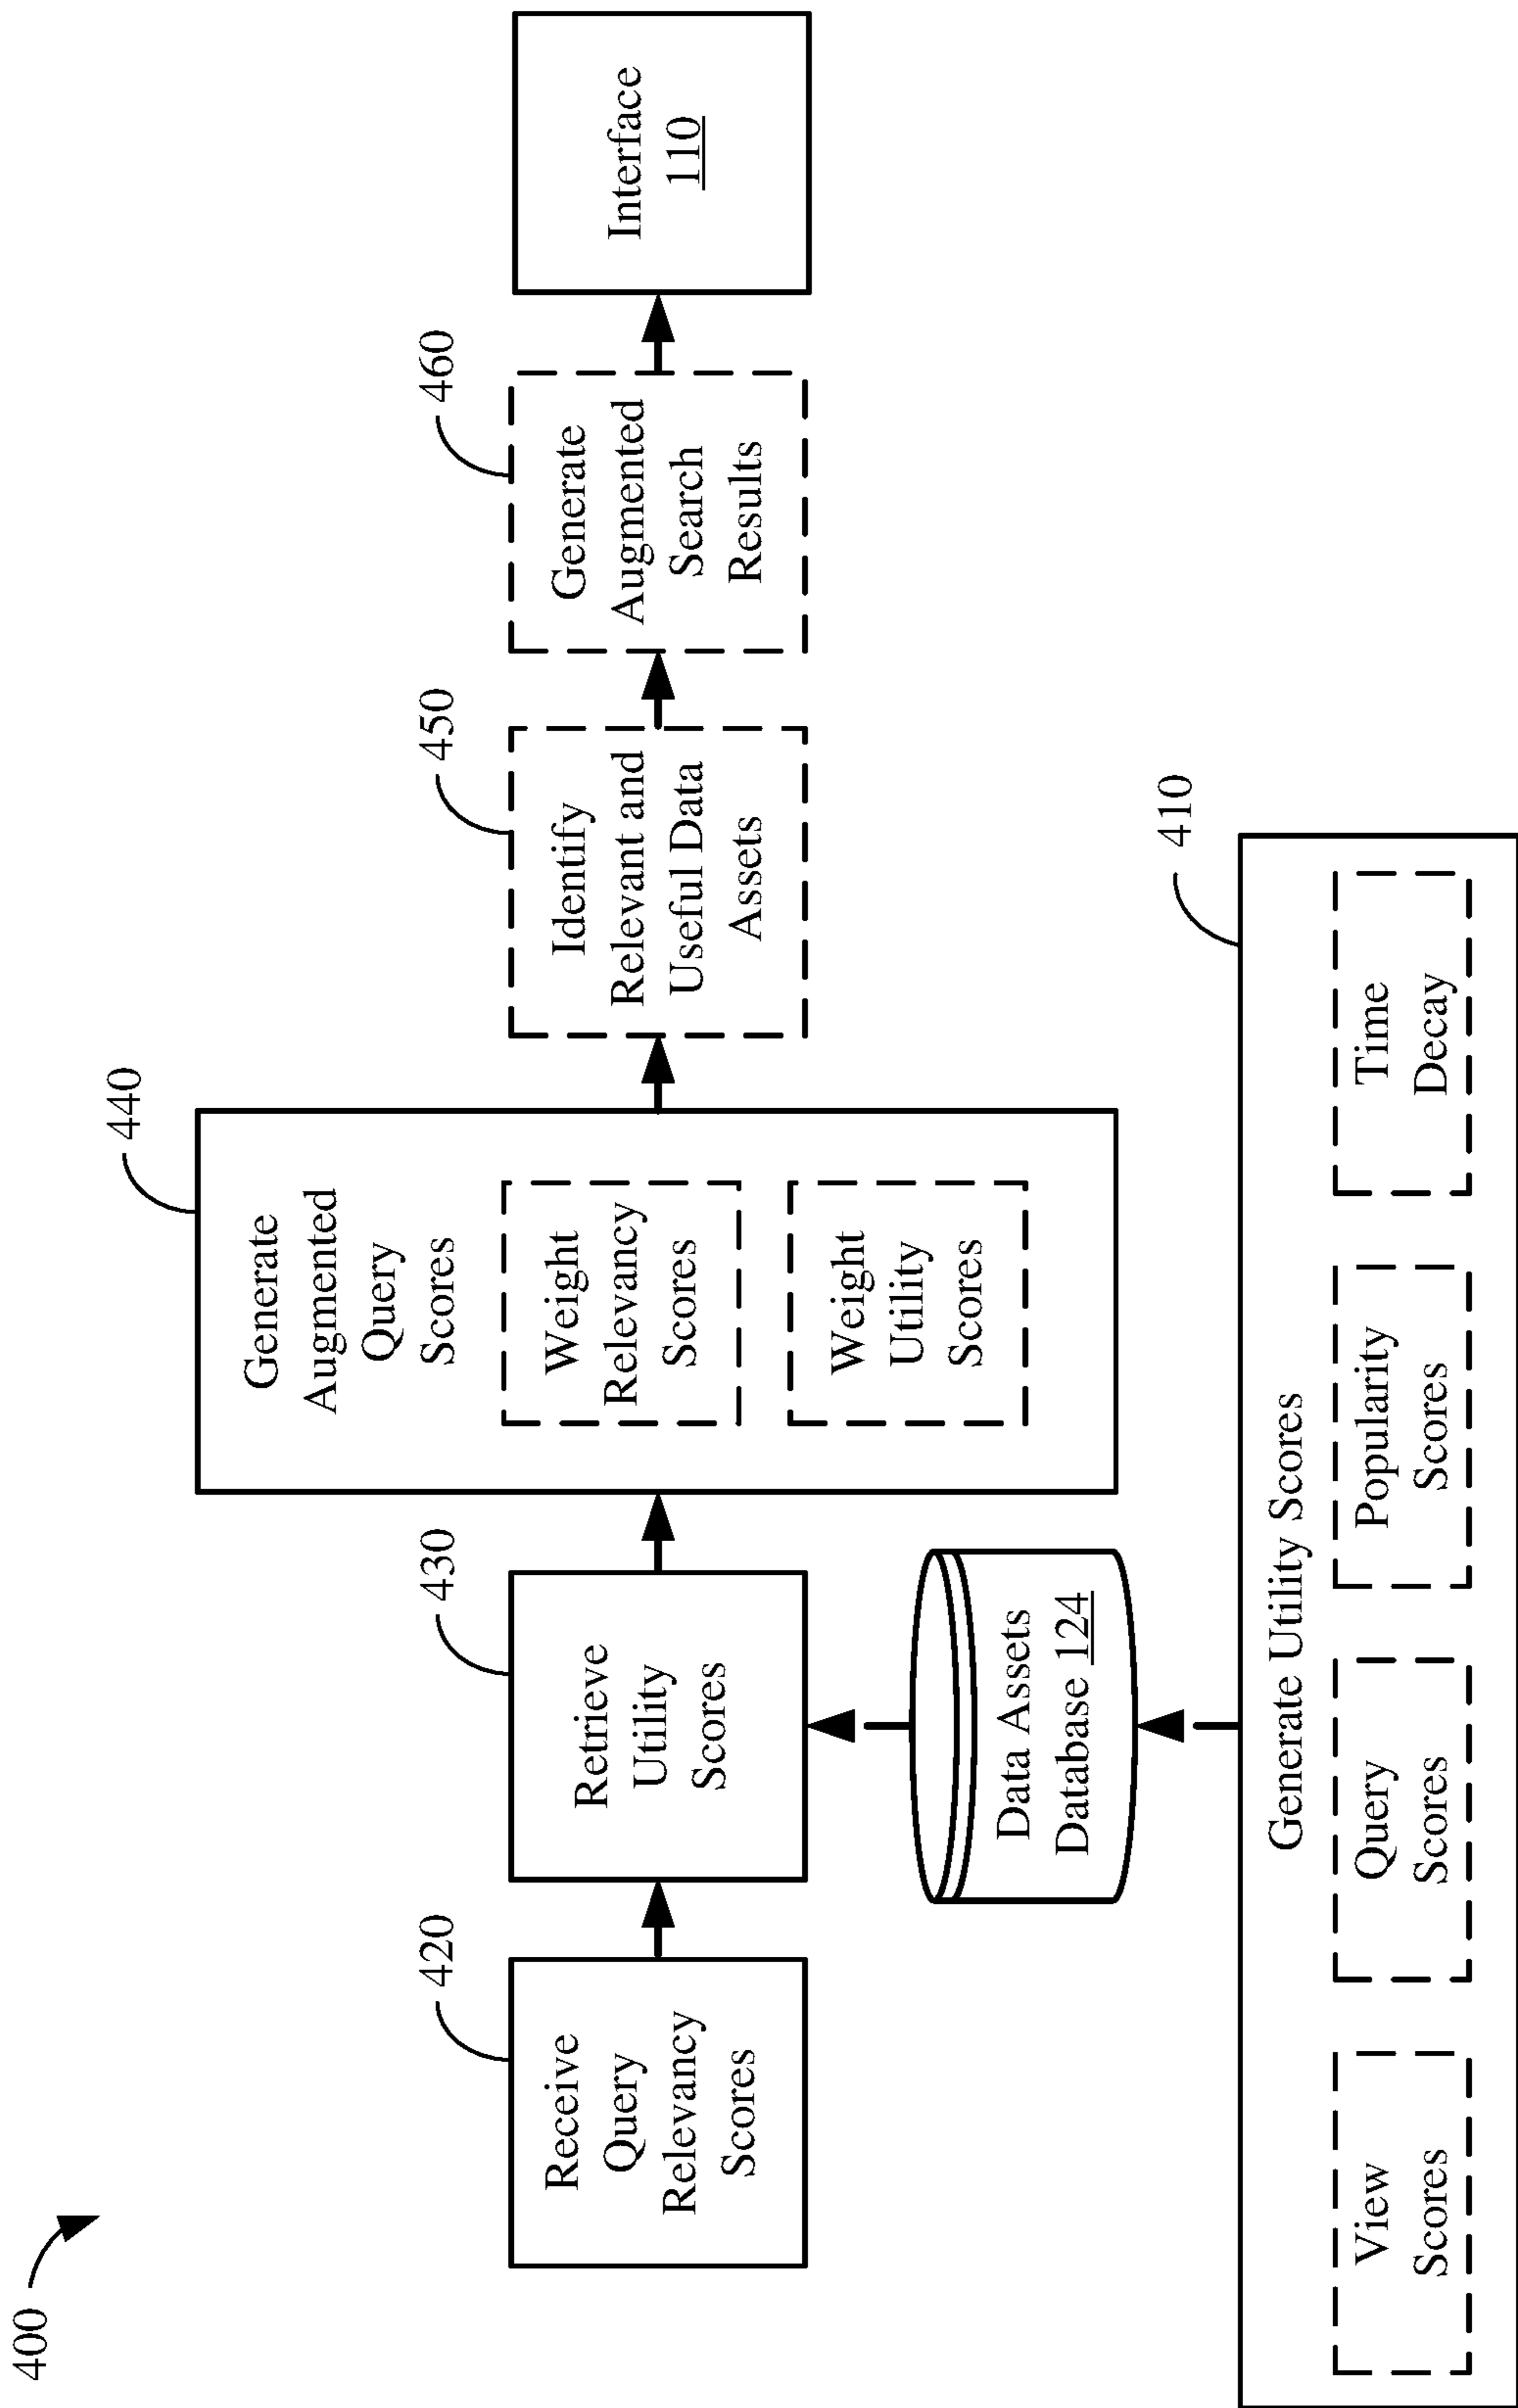 400
420
Receive
Query
Relevancy
Scores
430
Retrieve
Utility
Scores
440
Generate
Augmented
Query
Scores
Weight
Relevancy
Scores
Weight
Utility
Scores
450
Identify
Relevant and
Useful Data
Assets
460
Generate
Augmented
Search
Results
Interface
110
Data Assets
Database 124
410
Generate Utility Scores
View
Scores
Query
Scores
Popularity
Scores
Time
Decay